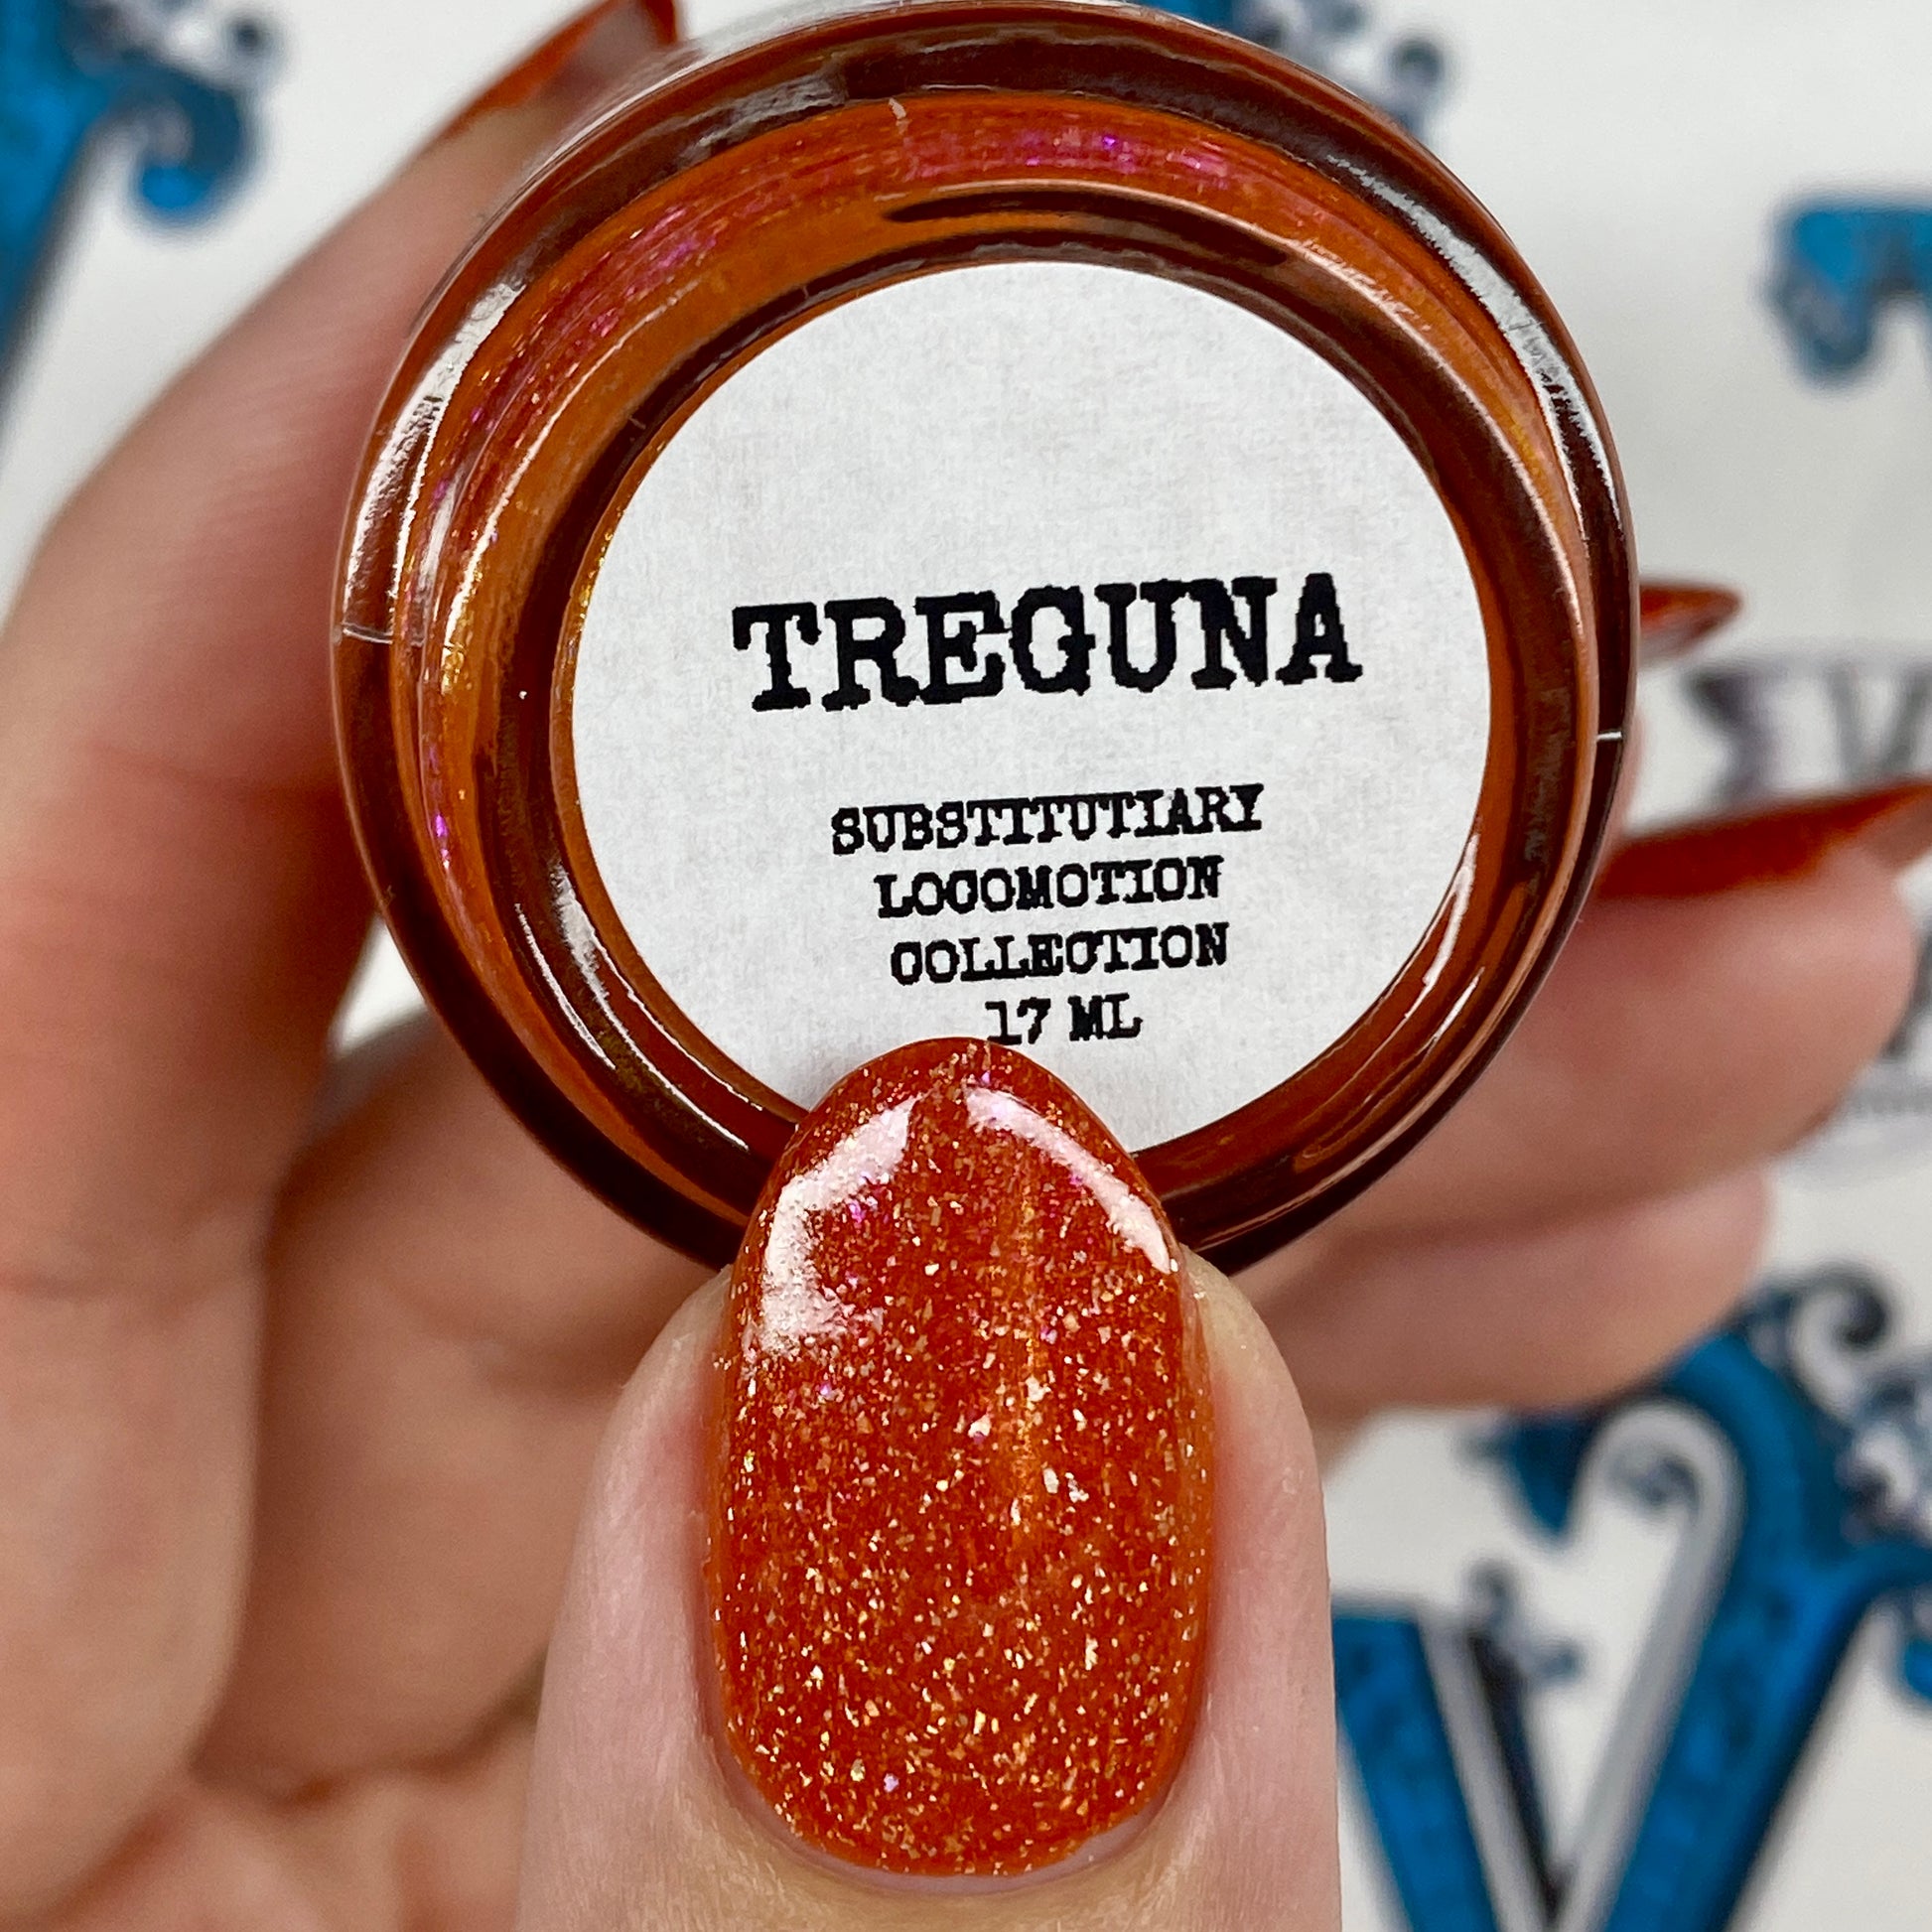 TREGUNA
SUBSTITUTIARY
LOCOMOTION
COLLECTION
17 ML